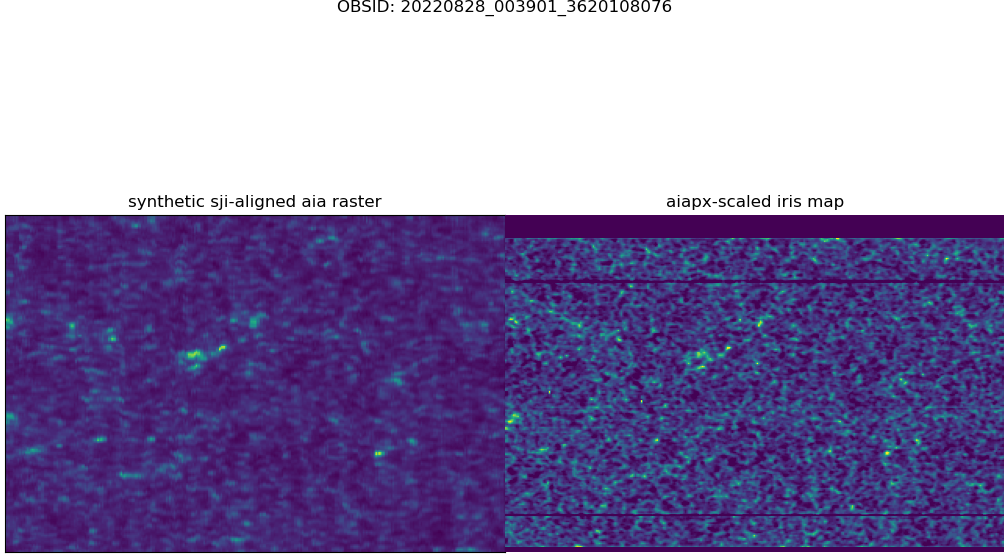 OBSID: 20220828_003901_3620108076
synthetic sji-aligned aia raster
aiapx-scaled iris map